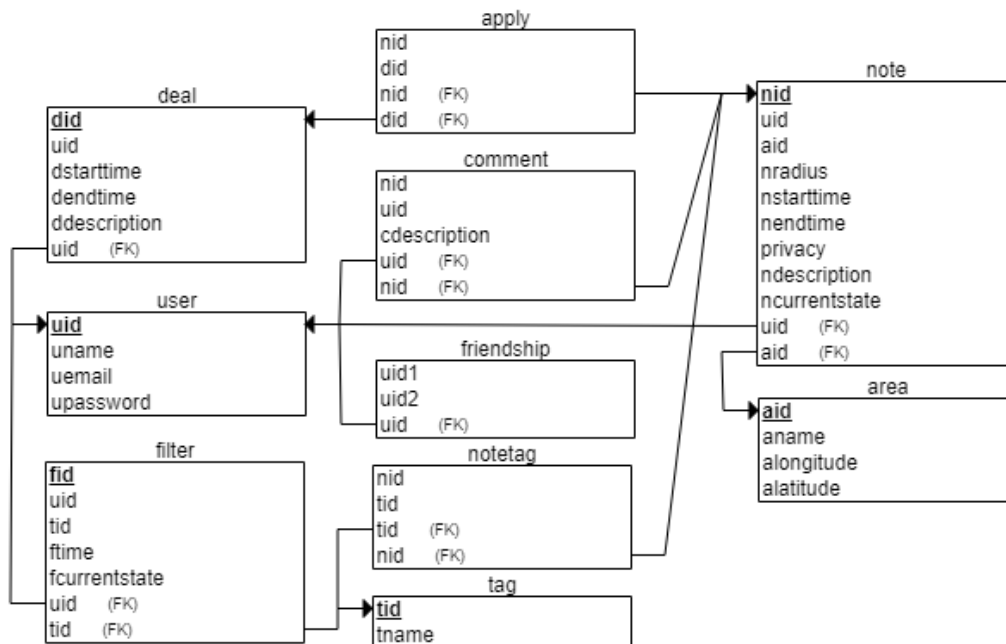 apply
nid
did
nid (FK)
did (FK)
deal
did
uid
dstarttime
dendtime
ddescription
uid (FK)
comment
nid
uid
cdescription
uid (FK)
nid (FK)
note
nid
uid
aid
nradius
nstarttime
nendtime
privacy
ndescription
ncurrentstate
uid (FK)
aid (FK)
user
uid
uname
uemail
upassword
friendship
uid1
uid2
uid (FK)
area
aid
aname
alongitude
alatitude
filter
fid
uid
tid
ftime
fcurrentstate
uid (FK)
tid (FK)
notetag
nid
tid
tid (FK)
nid (FK)
tag
tid
tname